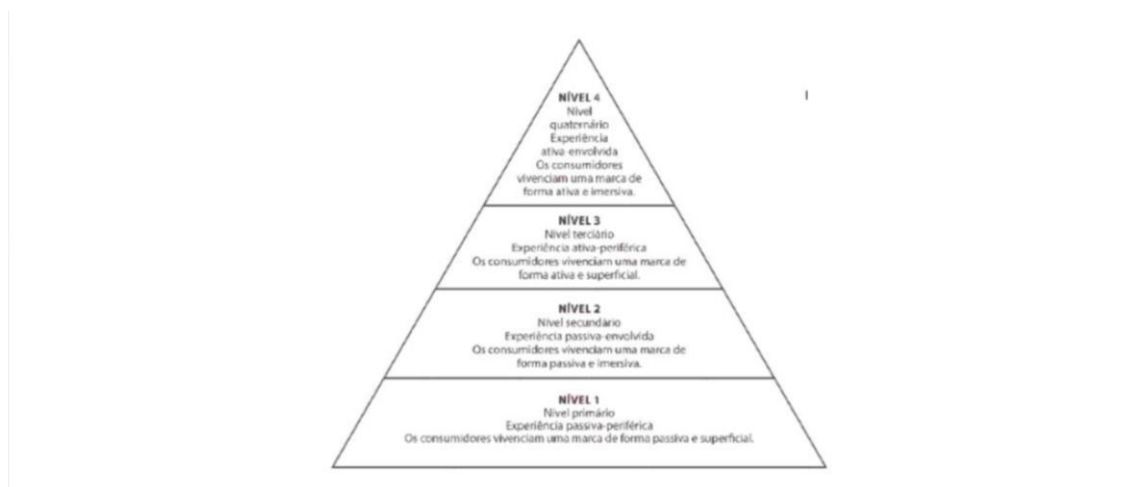 NÍVEL 4
Nível
quaternário
Experiência
ativa-envolvida
Os consumidores
vivenciam uma marca de
forma ativa e imersiva.
NÍVEL 3
Nível terciário
Experiência ativa-periférica
Os consumidores vivenciam uma marca de
forma ativa e superficial.
NÍVEL 2
Nível secundário
Experiência passiva-envolvida
Os consumidores vivenciam uma marca de
forma passiva e imersiva.
NÍVEL 1
Nível primário
Experiência passiva-periférica
Os consumidores vivenciam uma marca de forma passiva e superficial.